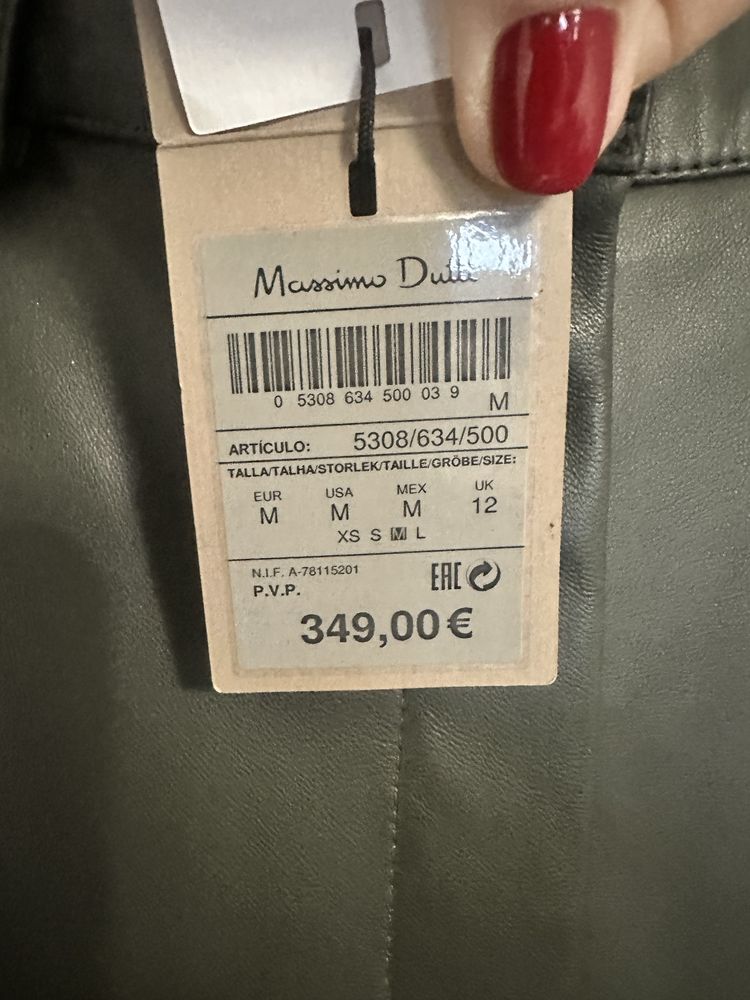 Massimo Dutti
0 5308 634 500 03 9
M
ARTÍCULO: 5308/634/500
TALLA/TALHA/STORLEK/TAILLE/GRÖBE/SIZE:
EUR USA MEX UK
M M M 12
XS S M L
N.I.F. A-78115201
EAC
P.V.P.
349,00€